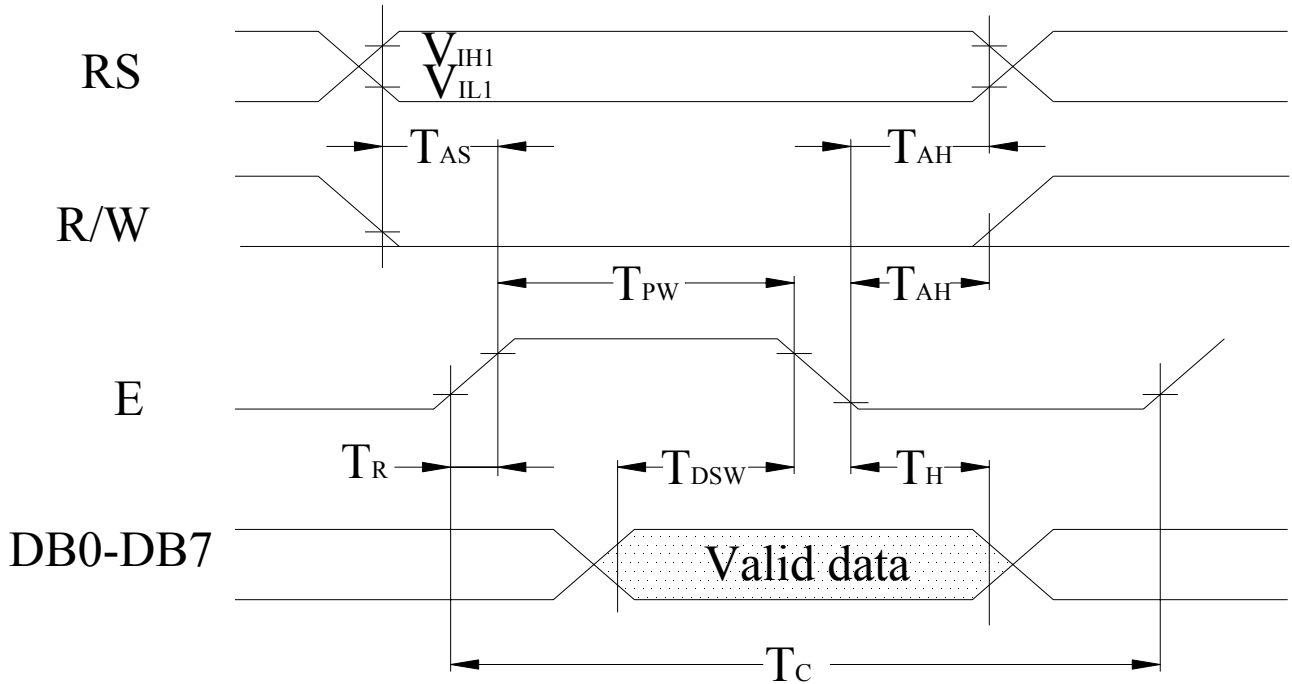 RS
VIH1
VIL1
TAS
TAH
R/W
TPW
TAH
E
TR
TDSW
TH
DB0-DB7
Valid data
TC